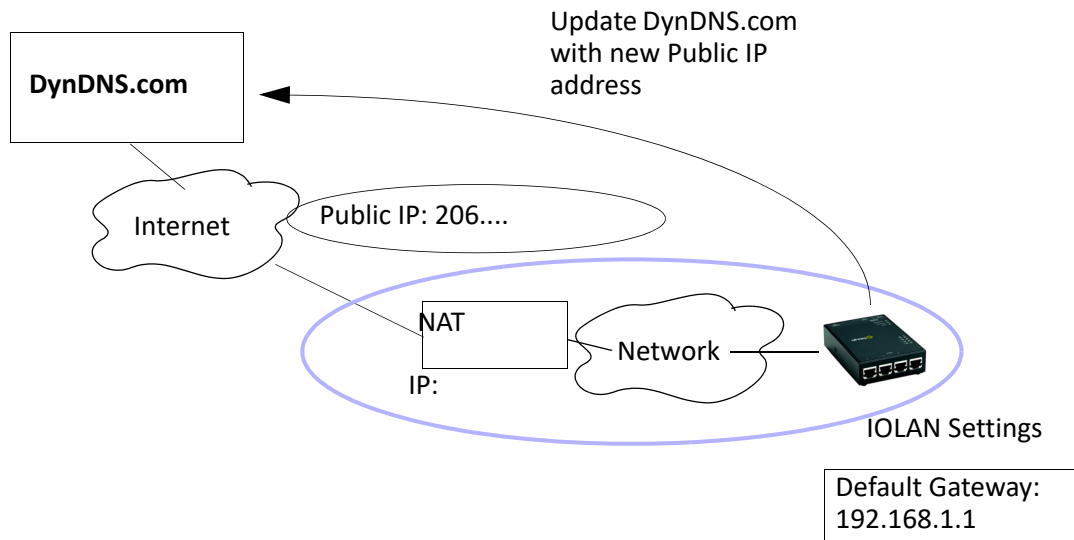 Update DynDNS.com
with new Public IP
address
DynDNS.com
Internet
Public IP: 206....
NAT
IP:
Network
IOLAN Settings
Default Gateway:
192.168.1.1